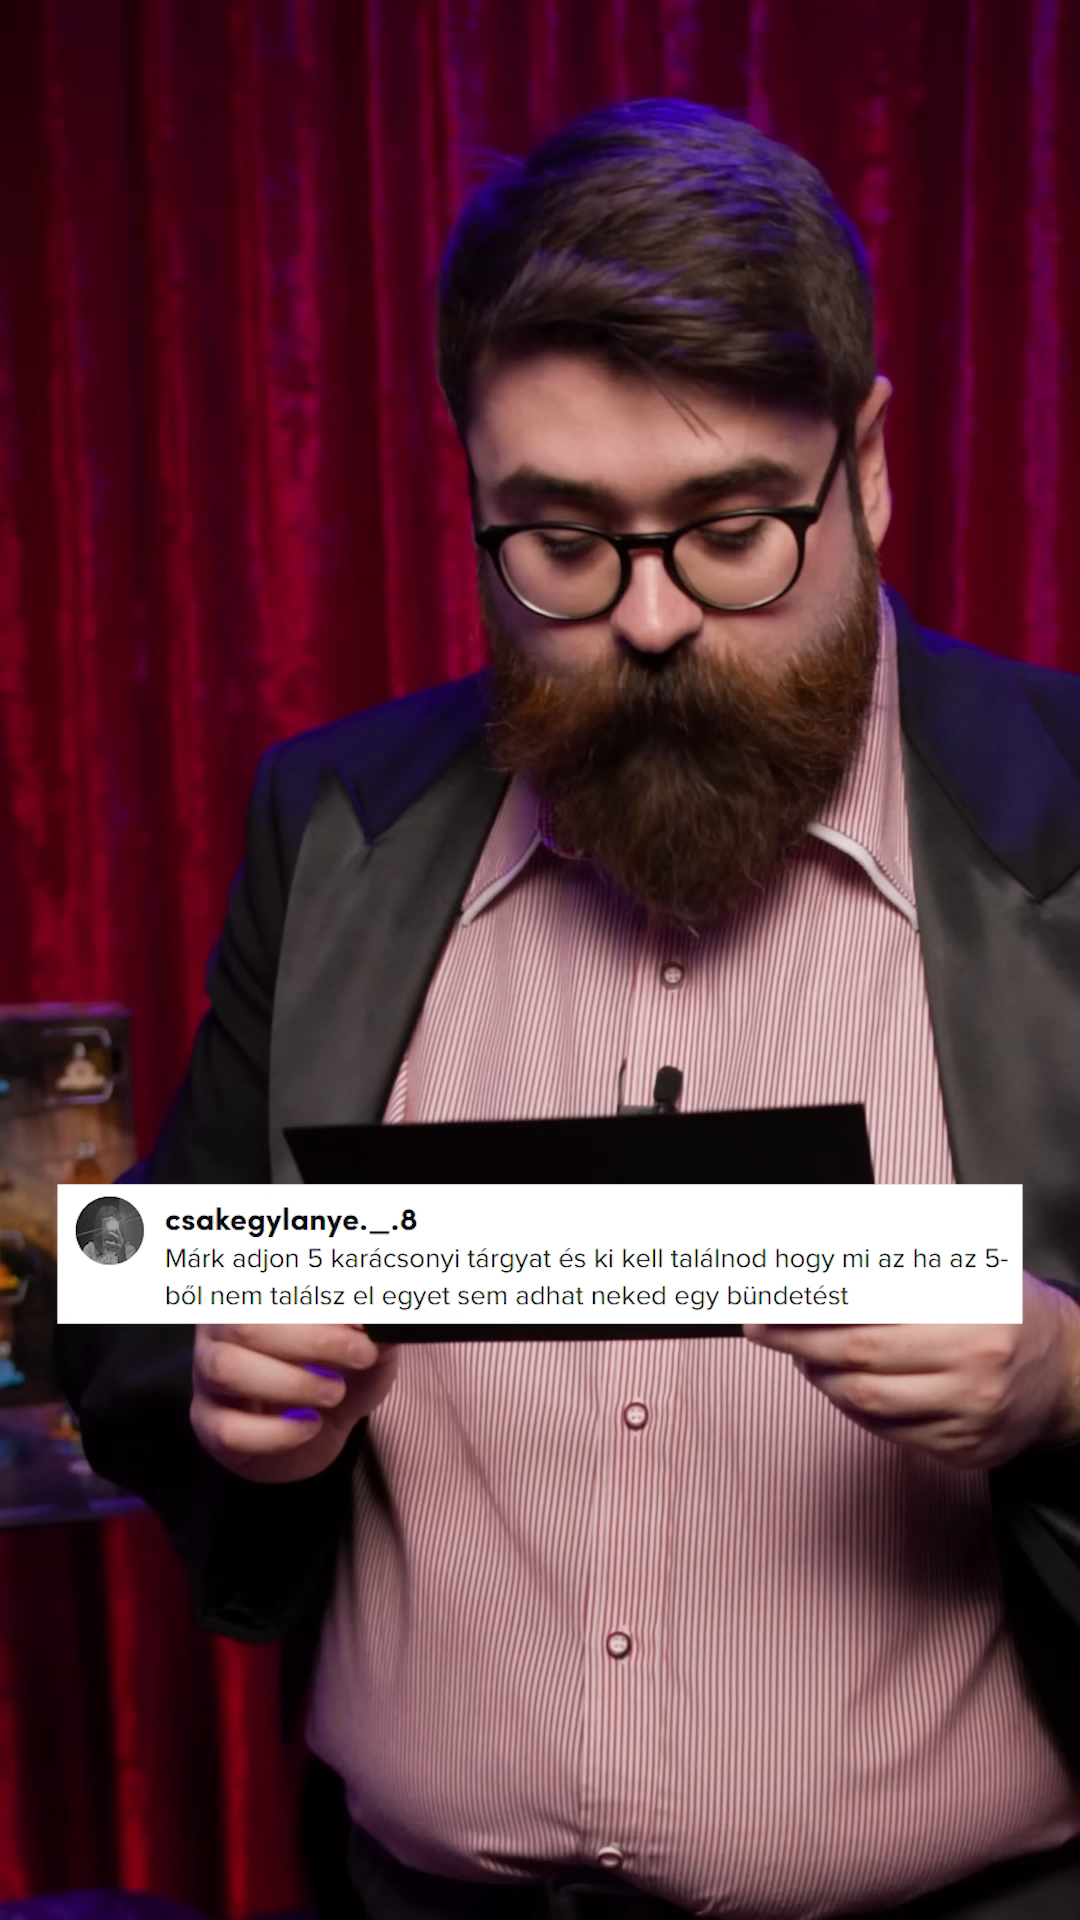 csakegylanye._.8
Márk adjon 5 karácsonyi tárgyat és ki kell találnod hogy mi az ha az 5-
ből nem találsz el egyet sem adhat neked egy bündetést